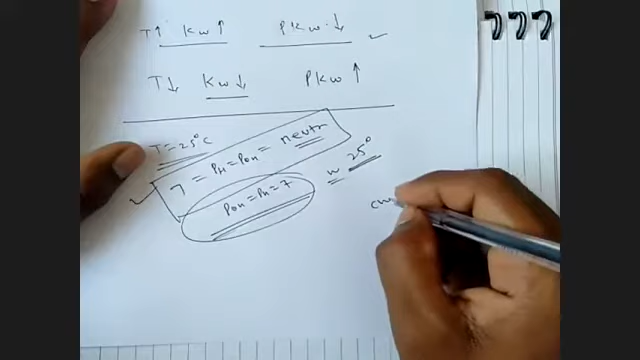 T↑ Kw↑ PKw↓
T↓ Kw↓ PKw↑
T=25°C
7 = PH=POH = neutr
POH=PH=7
25°